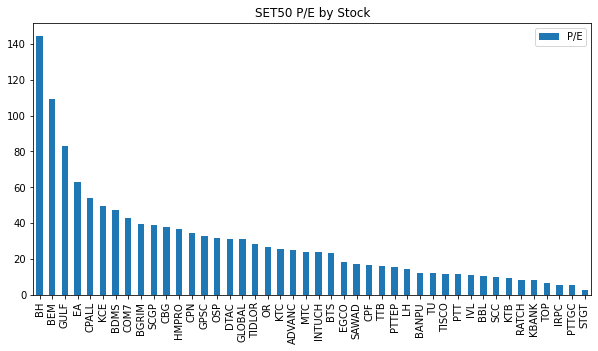 SET50 P/E by Stock
P/E
140
120
100
80
60
40
20
0
BH
BEM
GULF
EA
CPALL
KCE
BDMS
COM7
BGRIM
SCGP
CBG
HMPRO
CPN
GPSC
OSP
DTAC
GLOBAL
TIDLOR
OR
KTC
ADVANC
MTC
INTUCH
BTS
EGCO
SAWAD
CPF
TTB
PTTEP
LH
BANPU
TU
TISCO
PTT
IVL
BBL
SCC
KTB
RATCH
KBANK
TOP
IRPC
PTTGC
STGT